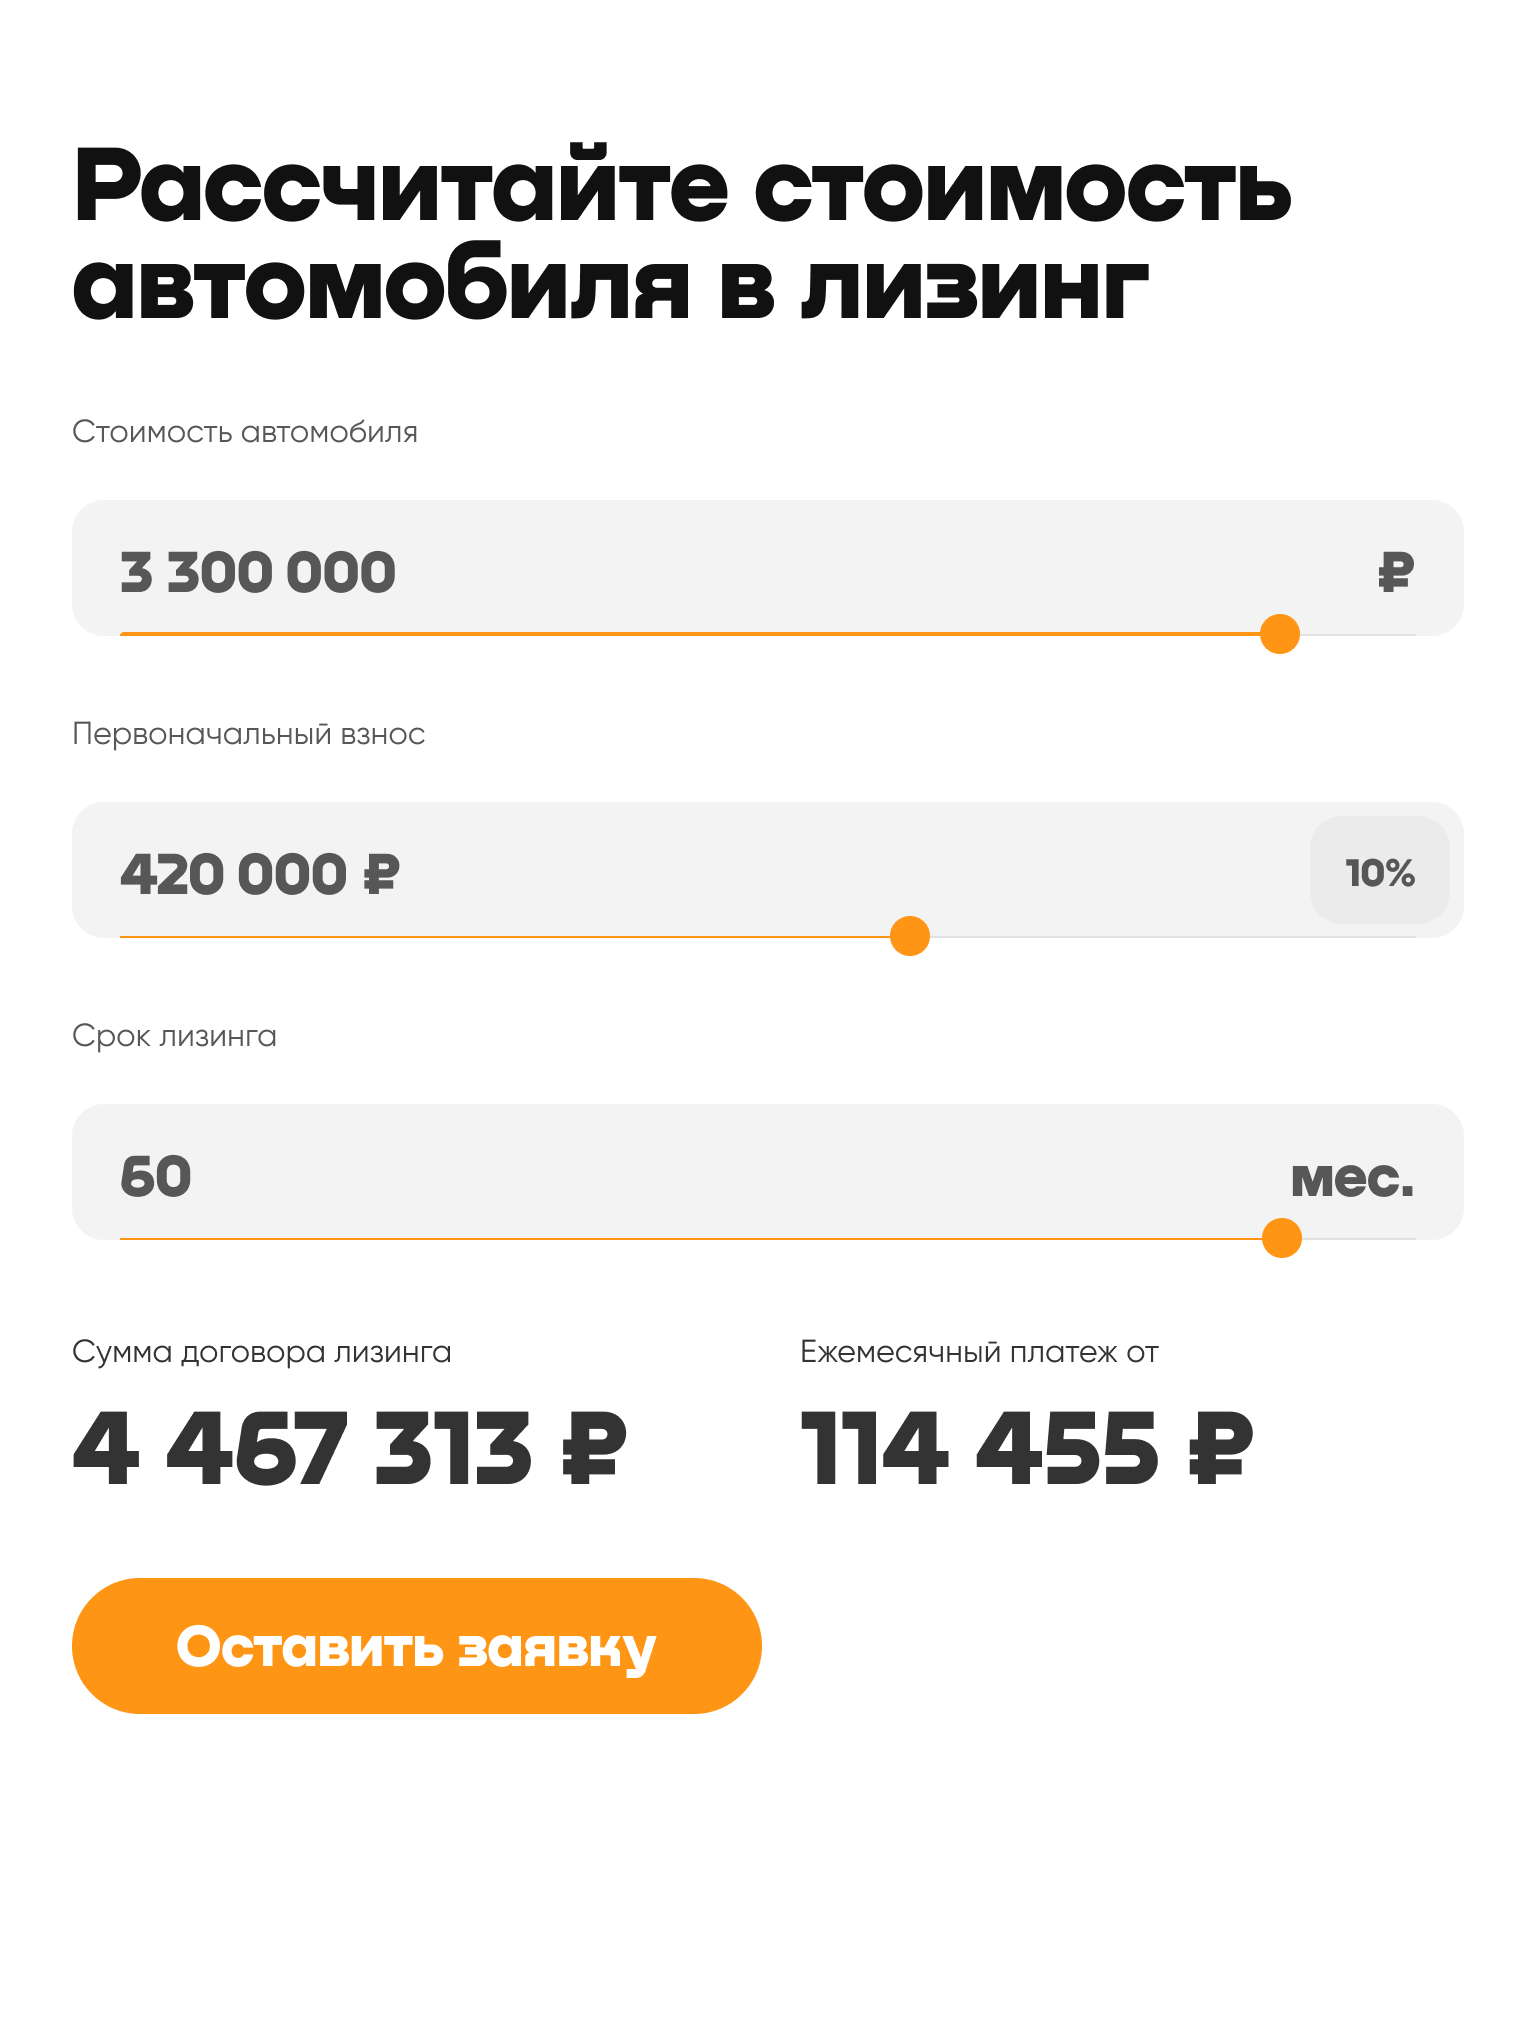 Рассчитайте стоимость
автомобиля в лизинг
Стоимость автомобиля
3 300 000 ₽
Первоначальный взнос
420 000 ₽ 10%
Срок лизинга
60 мес.
Сумма договора лизинга Ежемесячный платеж от
4 467 313 ₽ 114 455 ₽
Оставить заявку